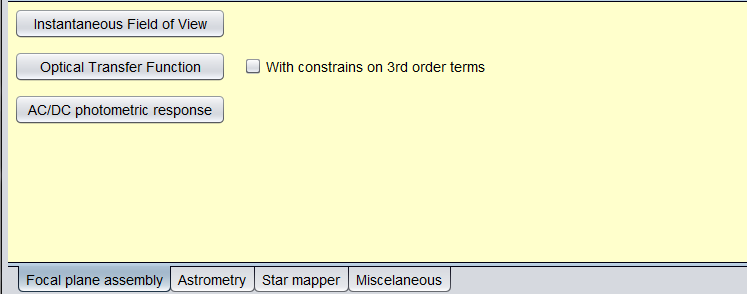 Instantaneous Field of View
Optical Transfer Function With constrains on 3rd order terms
AC/DC photometric response
Focal plane assembly Astrometry Star mapper Miscelaneous